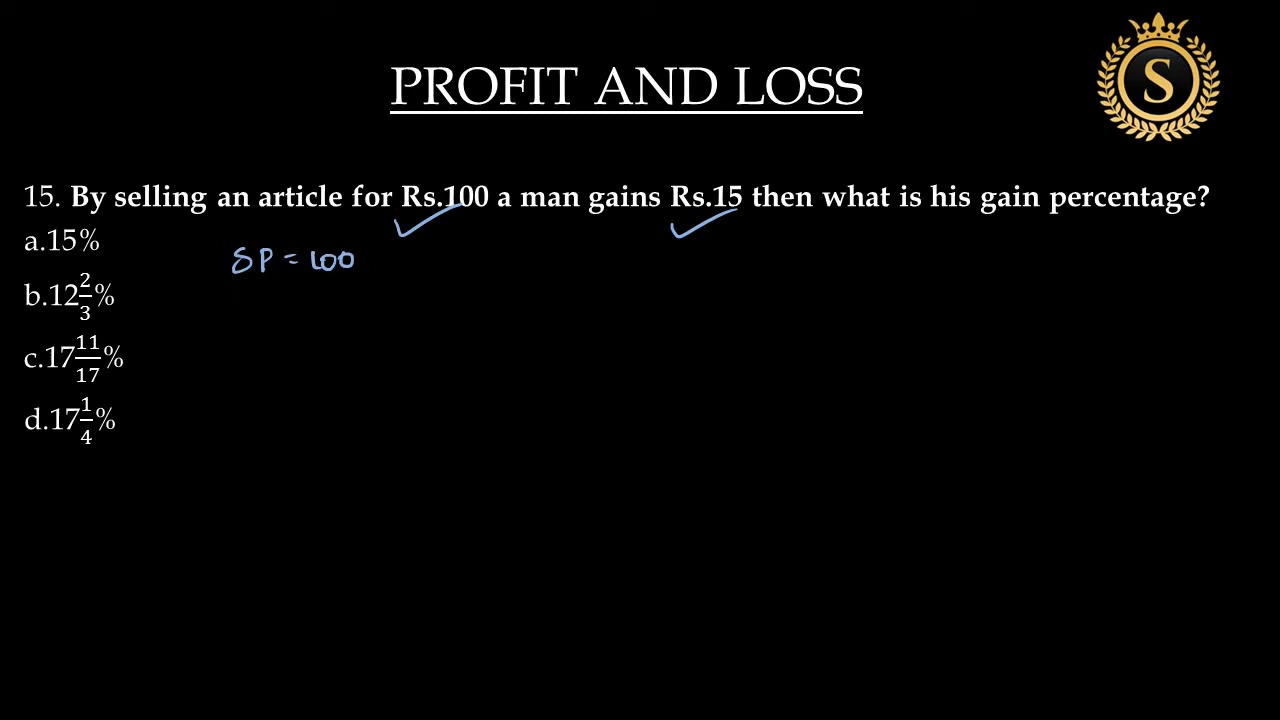 PROFIT AND LOSS
S
15. By selling an article for Rs.100 a man gains Rs.15 then what is his gain percentage?
a.15%
SP = 100
b.12 2/3%
c.17 11/17%
d.17 1/4%